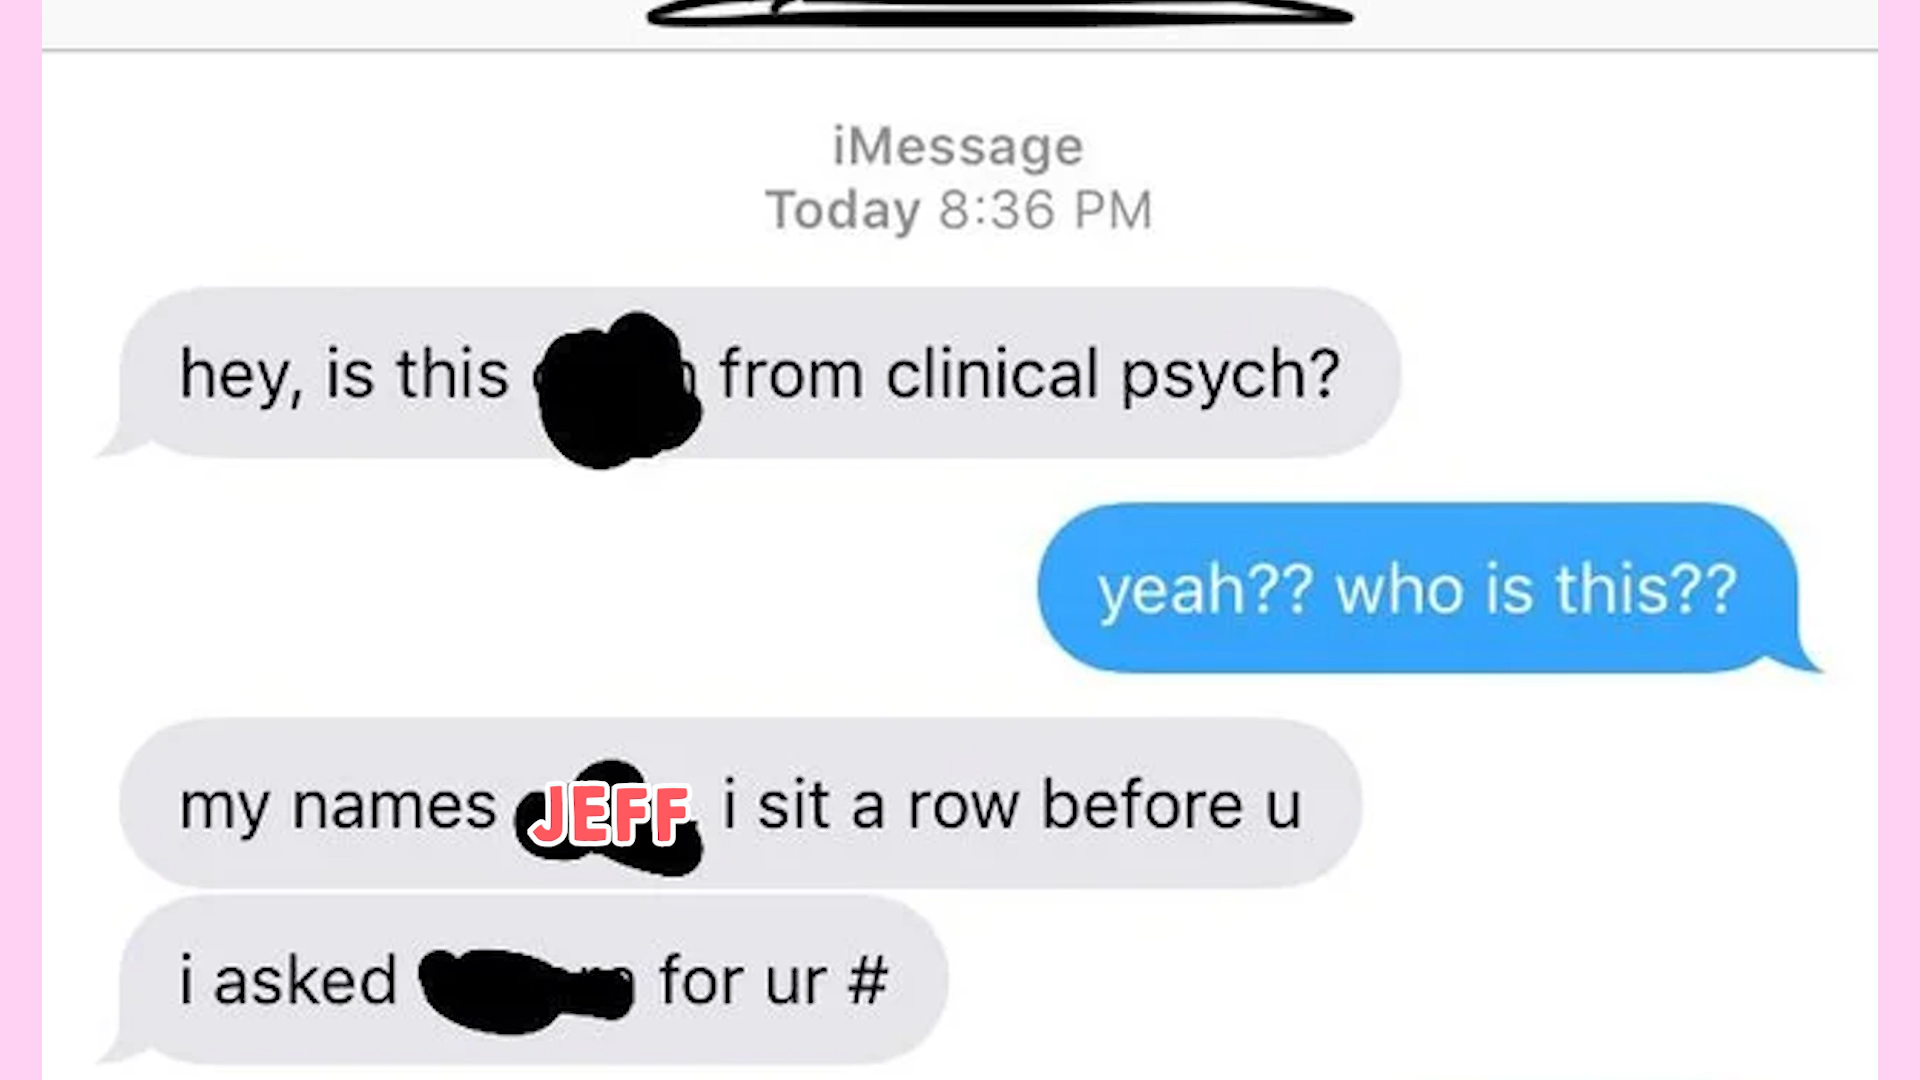 iMessage
Today 8:36 PM
hey, is this from clinical psych?
yeah?? who is this??
my names JEFF i sit a row before u
i asked for ur #